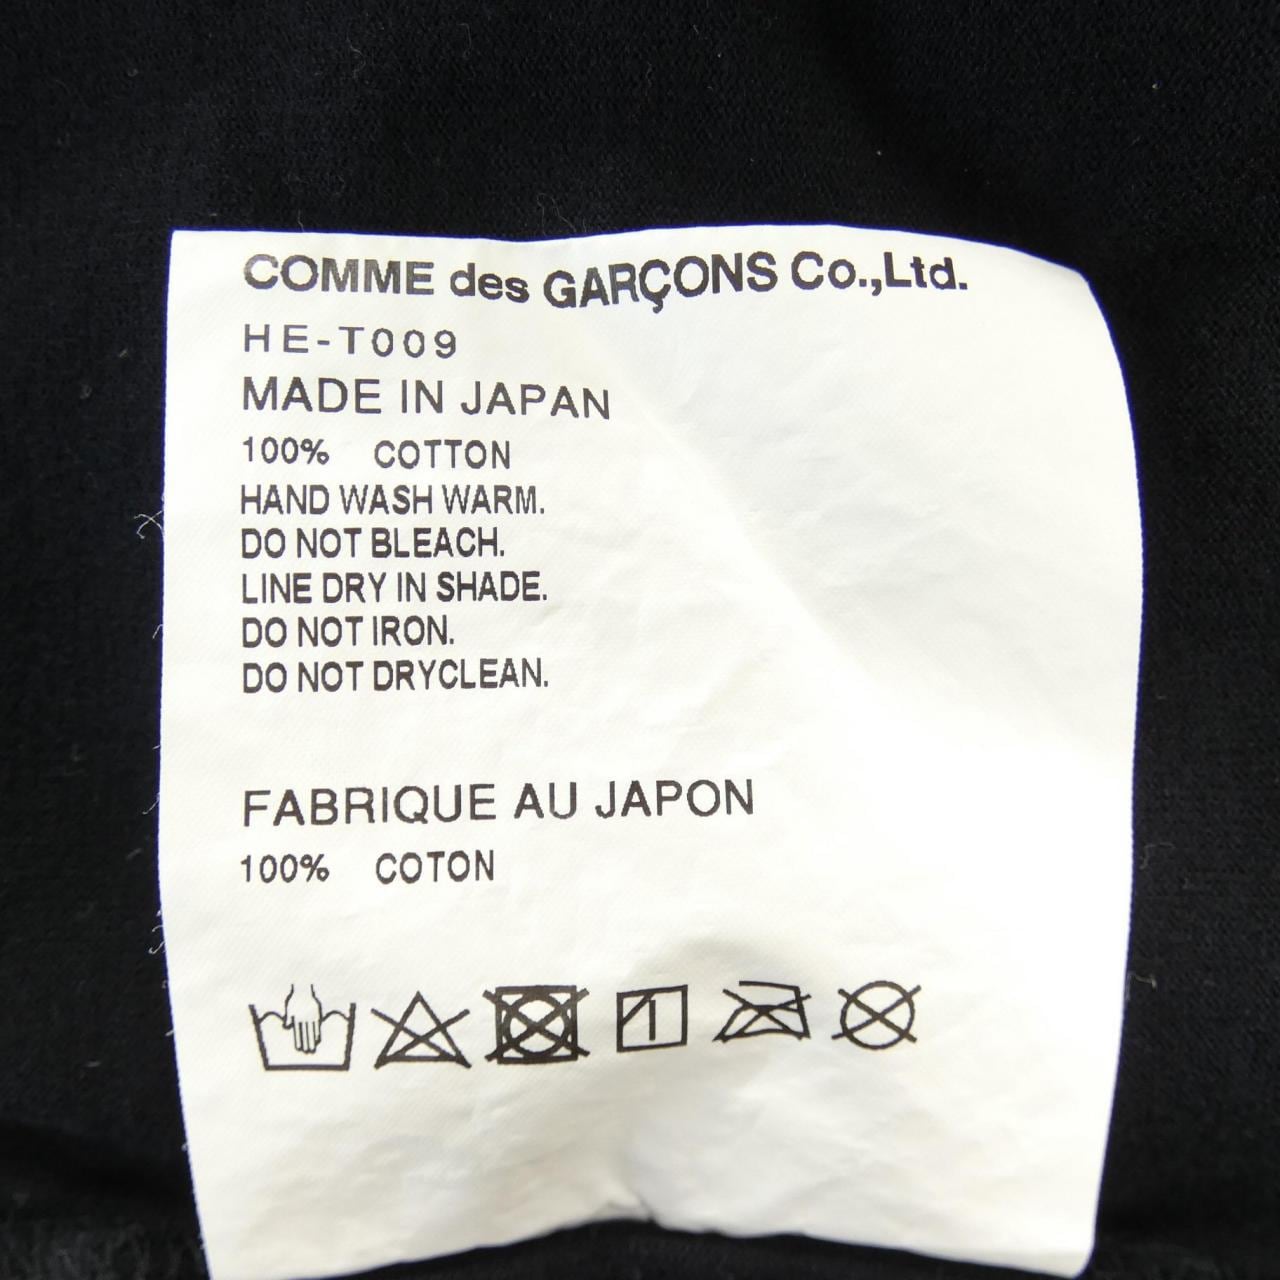 COMME des GARÇONS Co.,Ltd.
HE-T009
MADE IN JAPAN
100% COTTON
HAND WASH WARM.
DO NOT BLEACH.
LINE DRY IN SHADE.
DO NOT IRON.
DO NOT DRYCLEAN.
FABRIQUE AU JAPON
100% COTON